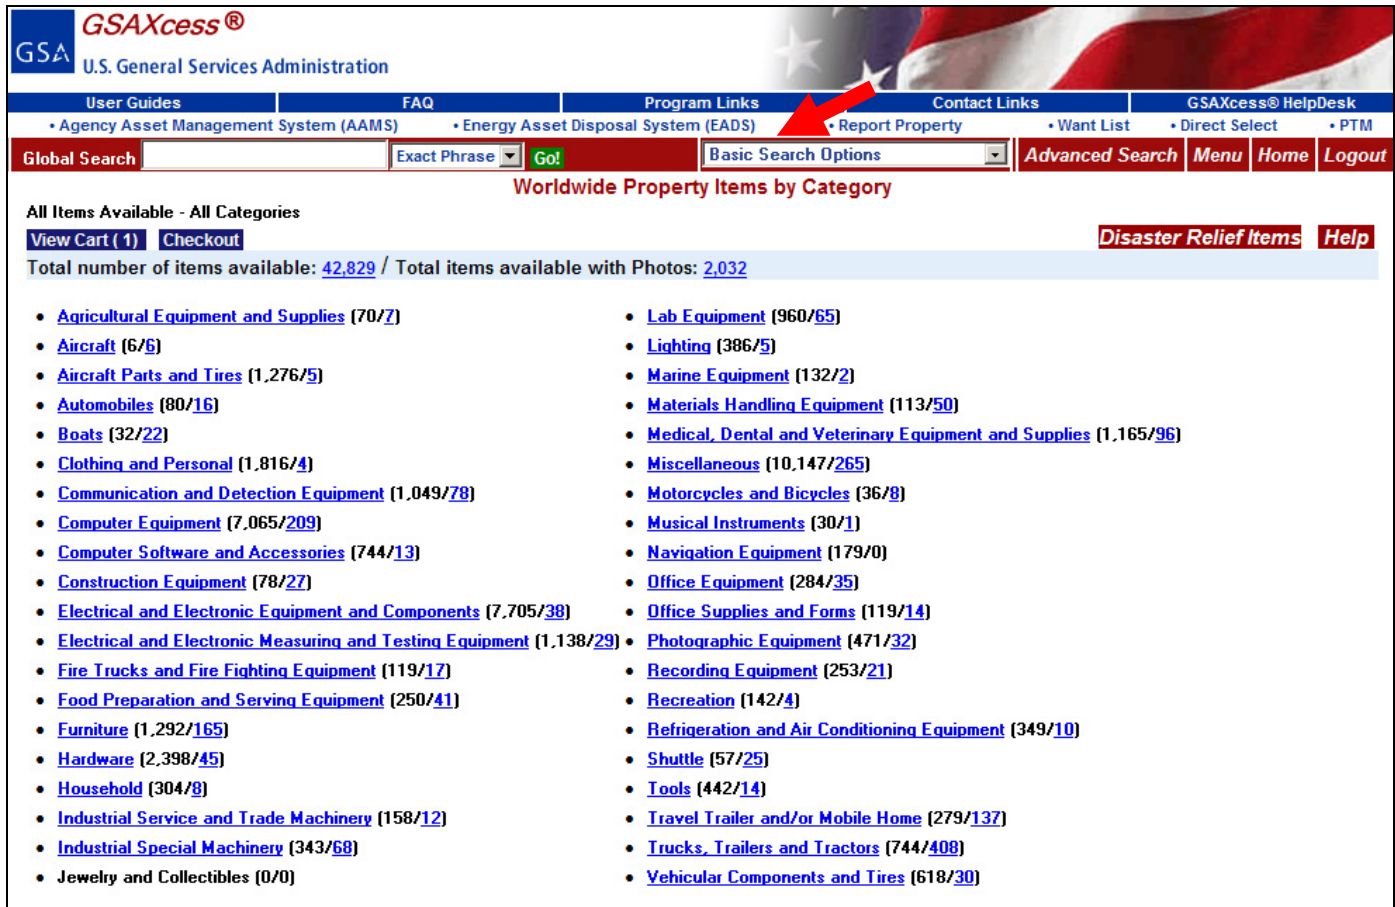 GSAXcess®
GSA
U.S. General Services Administration
User Guides FAQ Program Links Contact Links GSAXcess® HelpDesk
• Agency Asset Management System (AAMS) • Energy Asset Disposal System (EADS) • Report Property • Want List • Direct Select • PTM
Global Search Exact Phrase Go! Basic Search Options Advanced Search Menu Home Logout
Worldwide Property Items by Category
All Items Available - All Categories
View Cart ( 1) Checkout Disaster Relief Items Help
Total number of items available: 42,829 / Total items available with Photos: 2,032
• Agricultural Equipment and Supplies (70/7)
• Aircraft (6/6)
• Aircraft Parts and Tires (1,276/5)
• Automobiles (80/16)
• Boats (32/22)
• Clothing and Personal (1,816/4)
• Communication and Detection Equipment (1,049/78)
• Computer Equipment (7,065/209)
• Computer Software and Accessories (744/13)
• Construction Equipment (78/27)
• Electrical and Electronic Equipment and Components (7,705/38)
• Electrical and Electronic Measuring and Testing Equipment (1,138/29)
• Fire Trucks and Fire Fighting Equipment (119/17)
• Food Preparation and Serving Equipment (250/41)
• Furniture (1,292/165)
• Hardware (2,398/45)
• Household (304/8)
• Industrial Service and Trade Machinery (158/12)
• Industrial Special Machinery (343/68)
• Jewelry and Collectibles (0/0)
• Lab Equipment (960/65)
• Lighting (386/5)
• Marine Equipment (132/2)
• Materials Handling Equipment (113/50)
• Medical, Dental and Veterinary Equipment and Supplies (1,165/96)
• Miscellaneous (10,147/265)
• Motorcycles and Bicycles (36/8)
• Musical Instruments (30/1)
• Navigation Equipment (179/0)
• Office Equipment (284/35)
• Office Supplies and Forms (119/14)
• Photographic Equipment (471/32)
• Recording Equipment (253/21)
• Recreation (142/4)
• Refrigeration and Air Conditioning Equipment (349/10)
• Shuttle (57/25)
• Tools (442/14)
• Travel Trailer and/or Mobile Home (279/137)
• Trucks, Trailers and Tractors (744/408)
• Vehicular Components and Tires (618/30)